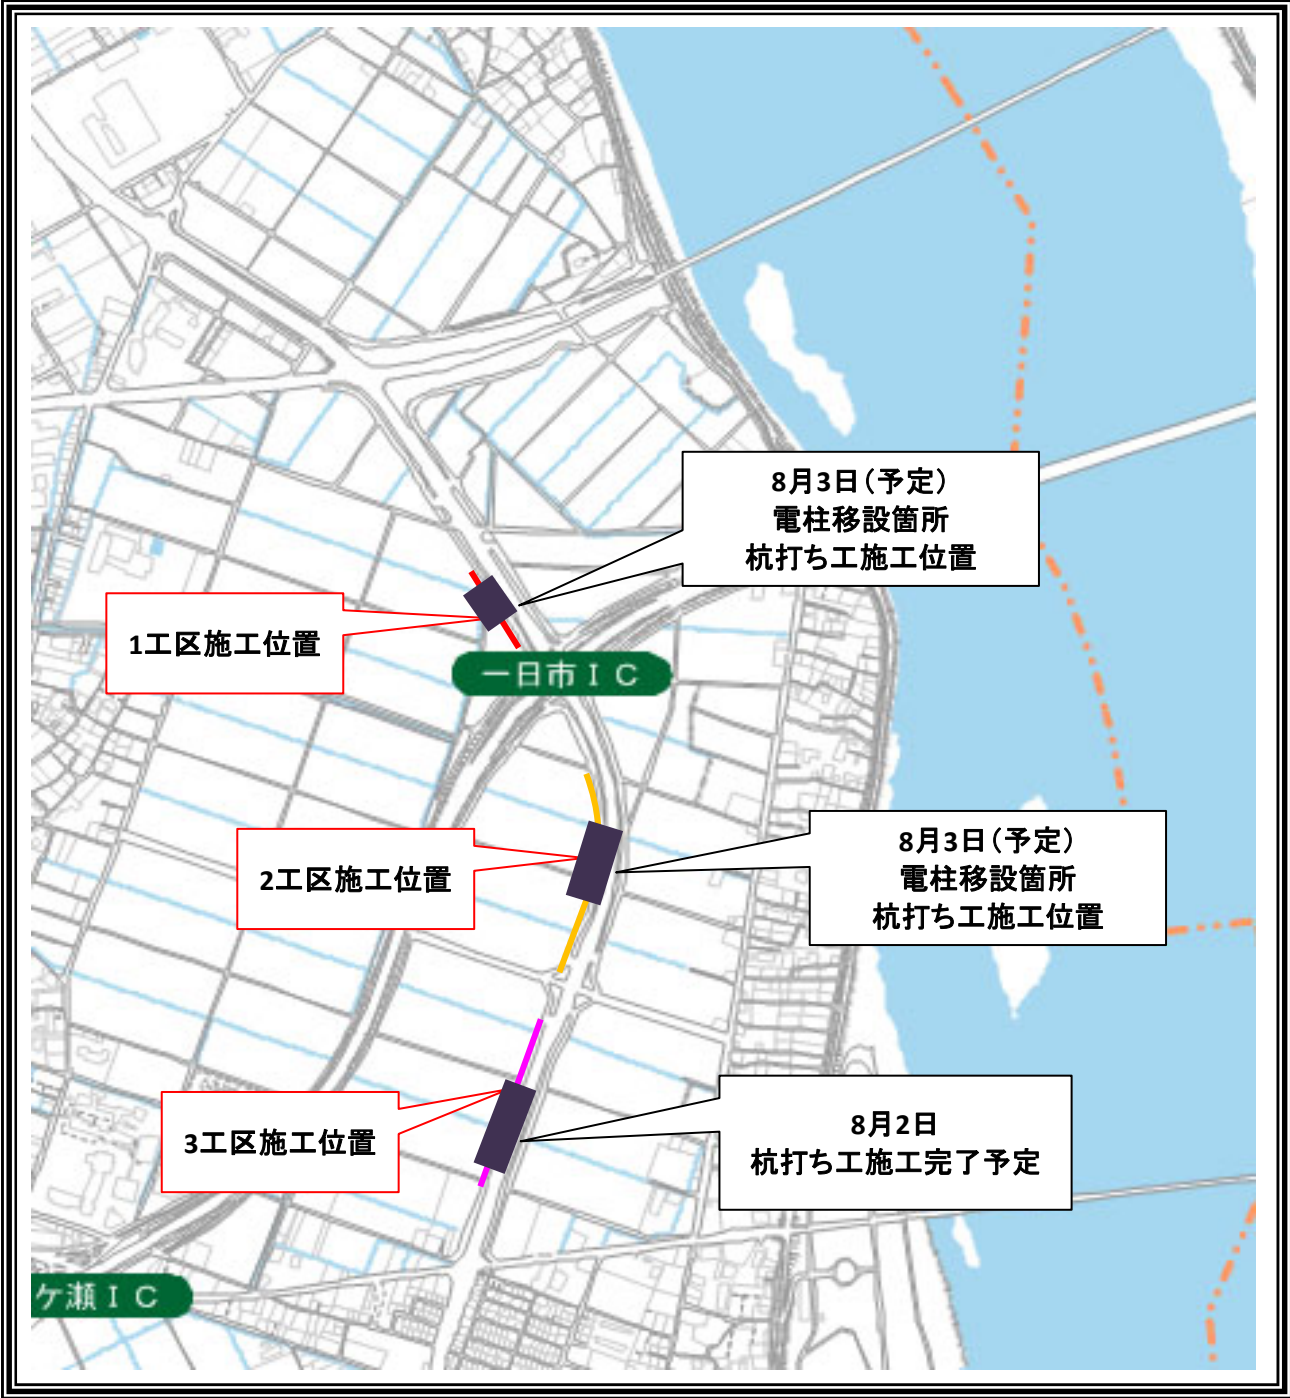 8月3日（予定）
電柱移設箇所
杭打ち工施工位置
1工区施工位置
一日市ＩＣ
8月3日（予定）
電柱移設箇所
杭打ち工施工位置
2工区施工位置
8月2日
杭打ち工施工完了予定
3工区施工位置
ケ瀬ＩＣ